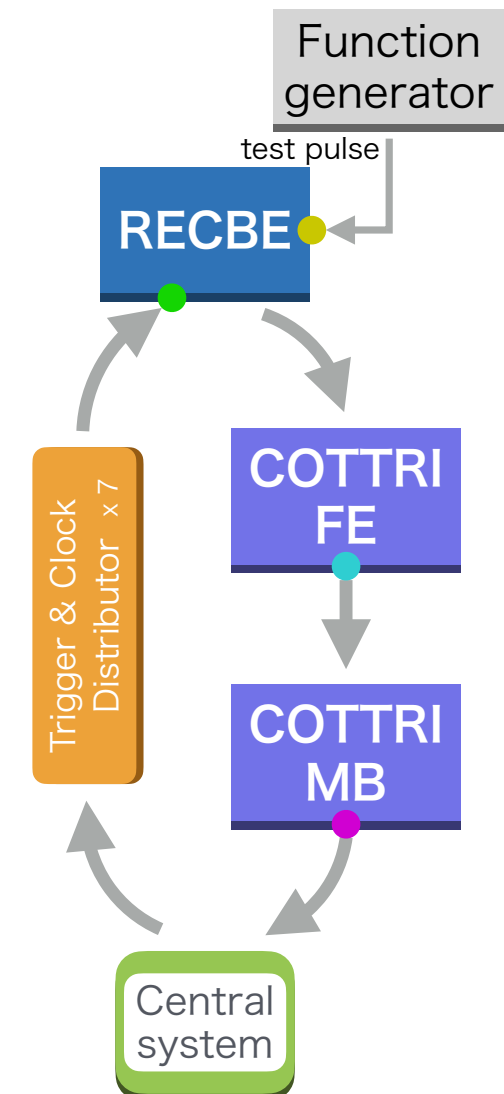 Function
generator
test pulse
RECBE
COTTRI
FE
Trigger & Clock
Distributor x 7
COTTRI
MB
Central
system